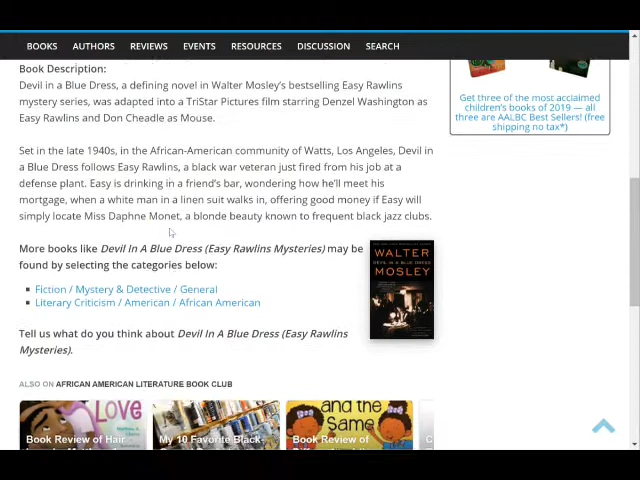 BOOKS AUTHORS REVIEWS EVENTS RESOURCES DISCUSSION SEARCH
Book Description:
Devil in a Blue Dress, a defining novel in Walter Mosley's bestselling Easy Rawlins
mystery series, was adapted into a TriStar Pictures film starring Denzel Washington as
Easy Rawlins and Don Cheadle as Mouse.
Set in the late 1940s, in the African-American community of Watts, Los Angeles, Devil in
a Blue Dress follows Easy Rawlins, a black war veteran just fired from his job at a
defense plant. Easy is drinking in a friend's bar, wondering how he'll meet his
mortgage, when a white man in a linen suit walks in, offering good money if Easy will
simply locate Miss Daphne Monet, a blonde beauty known to frequent black jazz clubs.
More books like Devil In A Blue Dress (Easy Rawlins Mysteries) may be
found by selecting the categories below:
Fiction / Mystery & Detective / General
Literary Criticism / American / African American
Tell us what do you think about Devil In A Blue Dress (Easy Rawlins
Mysteries).
WALTER
DEVIL IN A BLUE DRESS
MOSLEY
Get three of the most acclaimed
children's books of 2019 — all
three are AALBC Best Sellers! (free
shipping no tax*)
ALSO ON AFRICAN AMERICAN LITERATURE BOOK CLUB
LOVE
Book Review of Hair
My 10 Favorite Black-
and the
Same
Book Review of
C